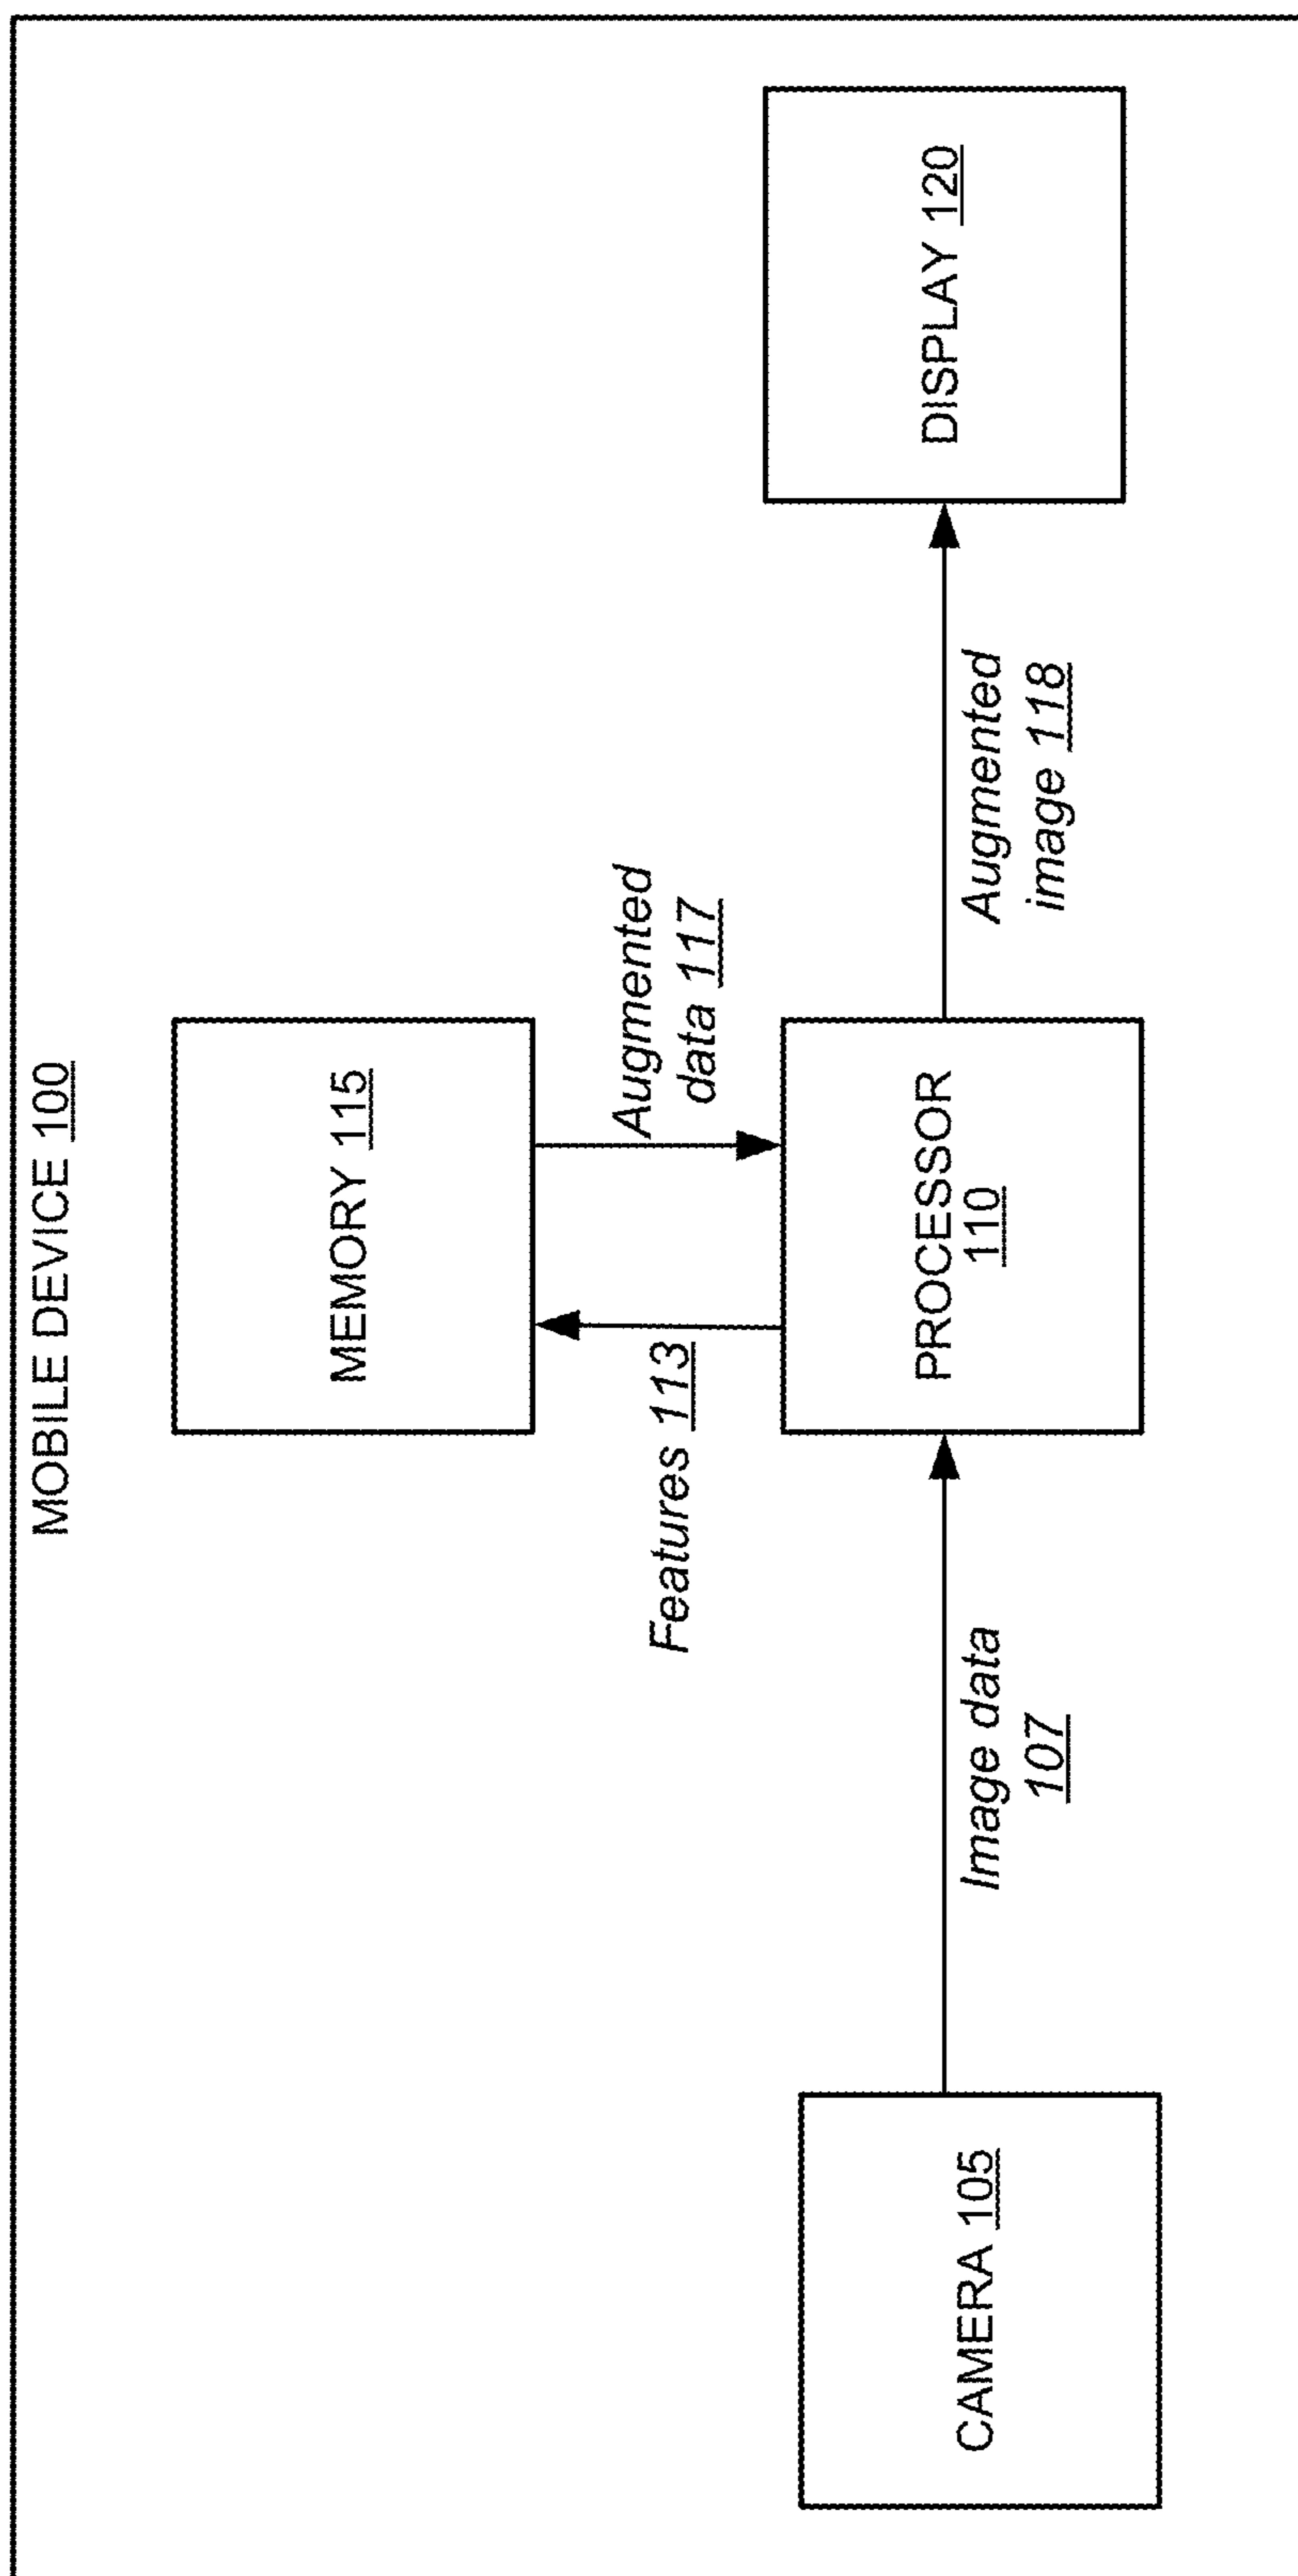 MOBILE DEVICE 100
MEMORY 115
Features 113
Augmented
data 117
CAMERA 105
Image data
107
PROCESSOR
110
Augmented
image 118
DISPLAY 120